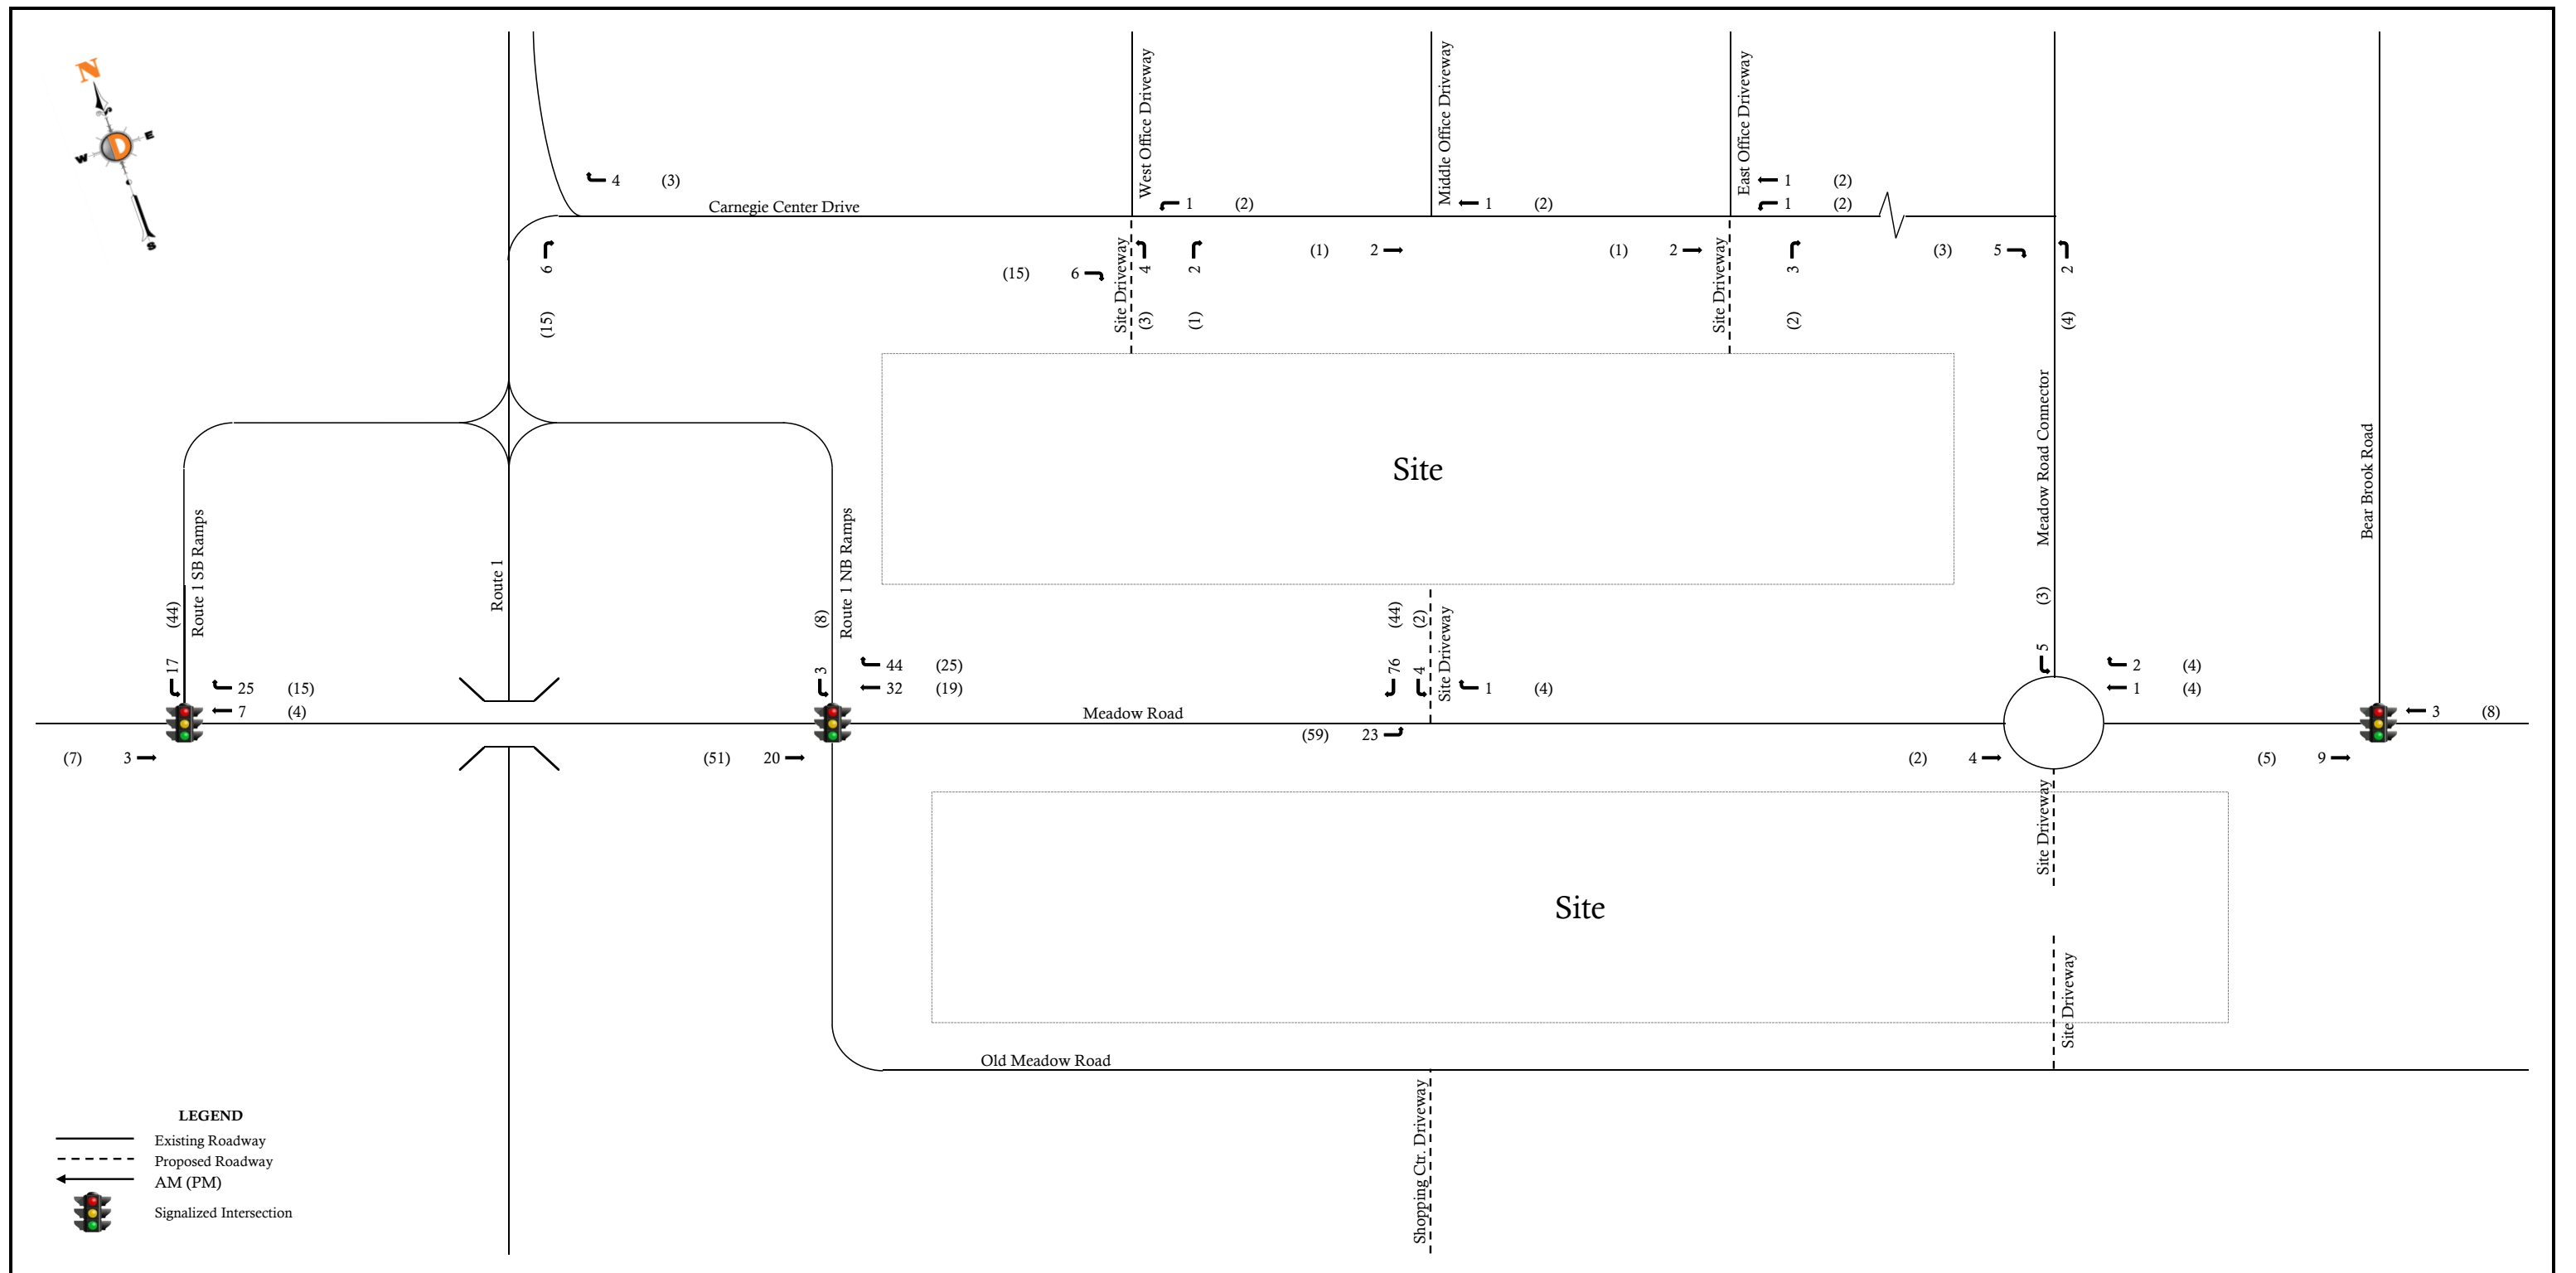 N
E
W
D
S
West Office Driveway
Middle Office Driveway
East Office Driveway
4 (3)
1 (2)
Carnegie Center Drive
1 (2)
1 (2)
1 (2)
6
(15)
(15) 6
Site Driveway
4
(3)
2
(1)
(1) 2
(1) 2
Site Driveway
3
(2)
(3) 5
2
(4)
Site
Meadow Road Connector
Bear Brook Road
Route 1 SB Ramps
(44)
17
Route 1
Route 1 NB Ramps
(8)
3
44 (25)
32 (19)
25 (15)
7 (4)
(44)
76
(2)
4
Site Driveway
1 (4)
(3)
5
2 (4)
1 (4)
3 (8)
Meadow Road
(59) 23
(7) 3
(51) 20
(2) 4
(5) 9
Site Driveway
Site
Site Driveway
Old Meadow Road
Shopping Ctr. Driveway
LEGEND
Existing Roadway
Proposed Roadway
AM (PM)
Signalized Intersection